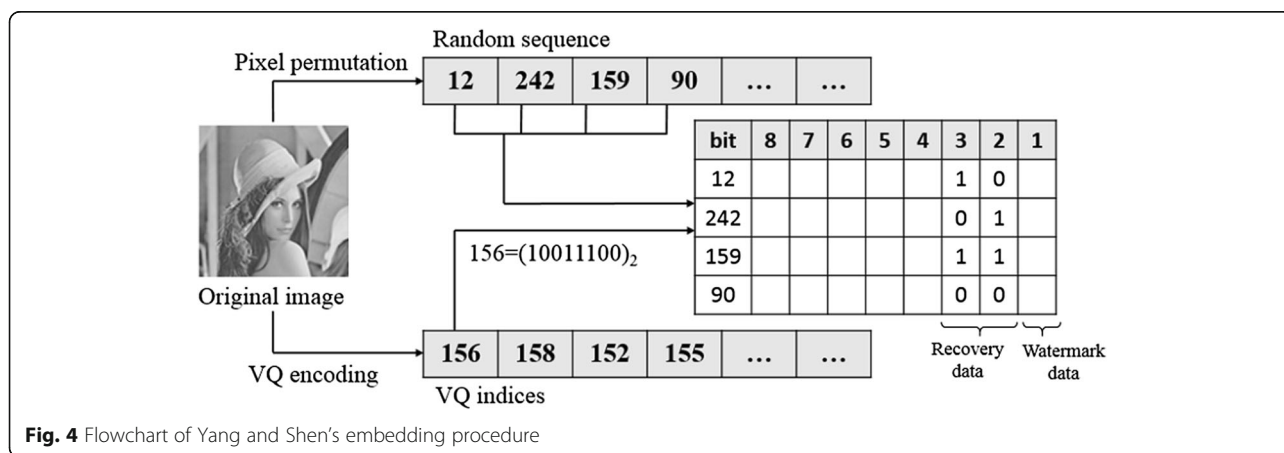 Random sequence
Pixel permutation
12 242 159 90 ... ...
bit 8 7 6 5 4 3 2 1
12 1 0
242 0 1
159 1 1
90 0 0
156=(10011100)2
Original image
Recovery data
Watermark data
156 158 152 155 ... ...
VQ encoding
VQ indices
Fig. 4 Flowchart of Yang and Shen's embedding procedure